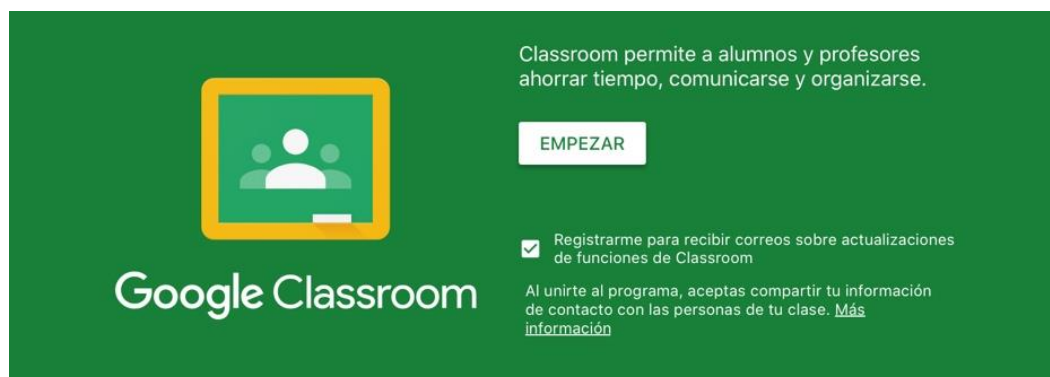 Classroom permite a alumnos y profesores
ahorrar tiempo, comunicarse y organizarse.
EMPEZAR
Registrarme para recibir correos sobre actualizaciones
de funciones de Classroom
Google Classroom
Al unirte al programa, aceptas compartir tu información
de contacto con las personas de tu clase. Más
información